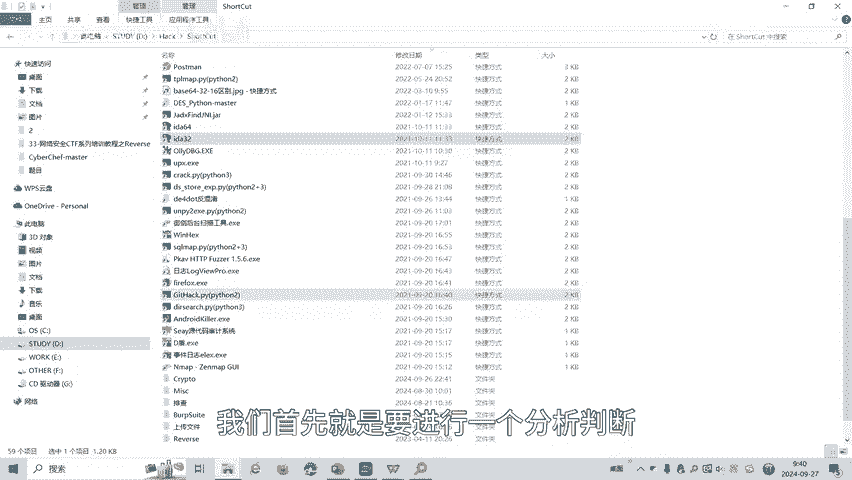 管理
管理
ShortCut
主页
共享
查看
快捷工具
应用程序工具
此电脑
STUDY (D:)
Hack
ShortCut
在 ShortCut 中搜索
名称
修改日期
类型
大小
快速访问
桌面
下载
文档
图片
2
33-网络安全CTF系列培训教程之Reverse
CyberChef-master
题目
WPS云盘
OneDrive - Personal
此电脑
3D 对象
视频
图片
文档
下载
音乐
桌面
OS (C:)
STUDY (D:)
WORK (E:)
OTHER (F:)
CD 驱动器 (G:)
网络
Postman 2022-07-07 15:25 快捷方式 3 KB
tplmap.py(python2) 2022-05-24 20:52 快捷方式 2 KB
base64-32-16区别.jpg - 快捷方式 2022-03-10 9:55 快捷方式 2 KB
DES_Python-master 2022-01-17 11:47 快捷方式 1 KB
JadxFind/NI.jar 2022-01-12 15:33 快捷方式 2 KB
ida64 2021-10-11 11:33 快捷方式 2 KB
ida32 2021-10-11 11:33 快捷方式 2 KB
OllyDBG.EXE 2021-10-11 10:30 快捷方式 2 KB
upx.exe 2021-10-11 9:27 快捷方式 2 KB
crack.py(python3) 2021-09-30 14:46 快捷方式 2 KB
ds_store_exp.py(python2+3) 2021-09-28 21:08 快捷方式 2 KB
de4dot反混淆 2021-09-26 13:44 快捷方式 1 KB
unpy2exe.py(python2) 2021-09-26 11:03 快捷方式 2 KB
御剑后台扫描工具.exe 2021-09-20 17:01 快捷方式 2 KB
WinHex 2021-09-20 16:55 快捷方式 2 KB
sqlmap.py(python2+3) 2021-09-20 16:53 快捷方式 2 KB
Pkav HTTP Fuzzer 1.5.6.exe 2021-09-20 16:47 快捷方式 2 KB
日志LogViewPro.exe 2021-09-20 16:43 快捷方式 2 KB
firefox.exe 2021-09-20 16:41 快捷方式 2 KB
GitHack.py(python2) 2021-09-20 16:40 快捷方式 2 KB
dirsearch.py(python3) 2021-09-20 16:26 快捷方式 2 KB
AndroidKiller.exe 2021-09-20 15:30 快捷方式 2 KB
Seay源代码审计系统 2021-09-20 15:17 快捷方式 1 KB
D盾.exe 2021-09-20 15:17 快捷方式 1 KB
事件日志elex.exe 2021-09-20 15:15 快捷方式 2 KB
Nmap - Zenmap GUI 2021-09-20 15:12 快捷方式 1 KB
Crypto 2024-09-26 22:41 文件夹
Misc 2024-08-30 10:01 文件夹
排查 2024-08-21 10:36 文件夹
BurpSuite
上传文件
Reverse 2023-04-11 文件夹
我们首先就是要进行一个分析判断
59 个项目
选中 1 个项目 1.20 KB
搜索
桌面
9:40
2024-09-27